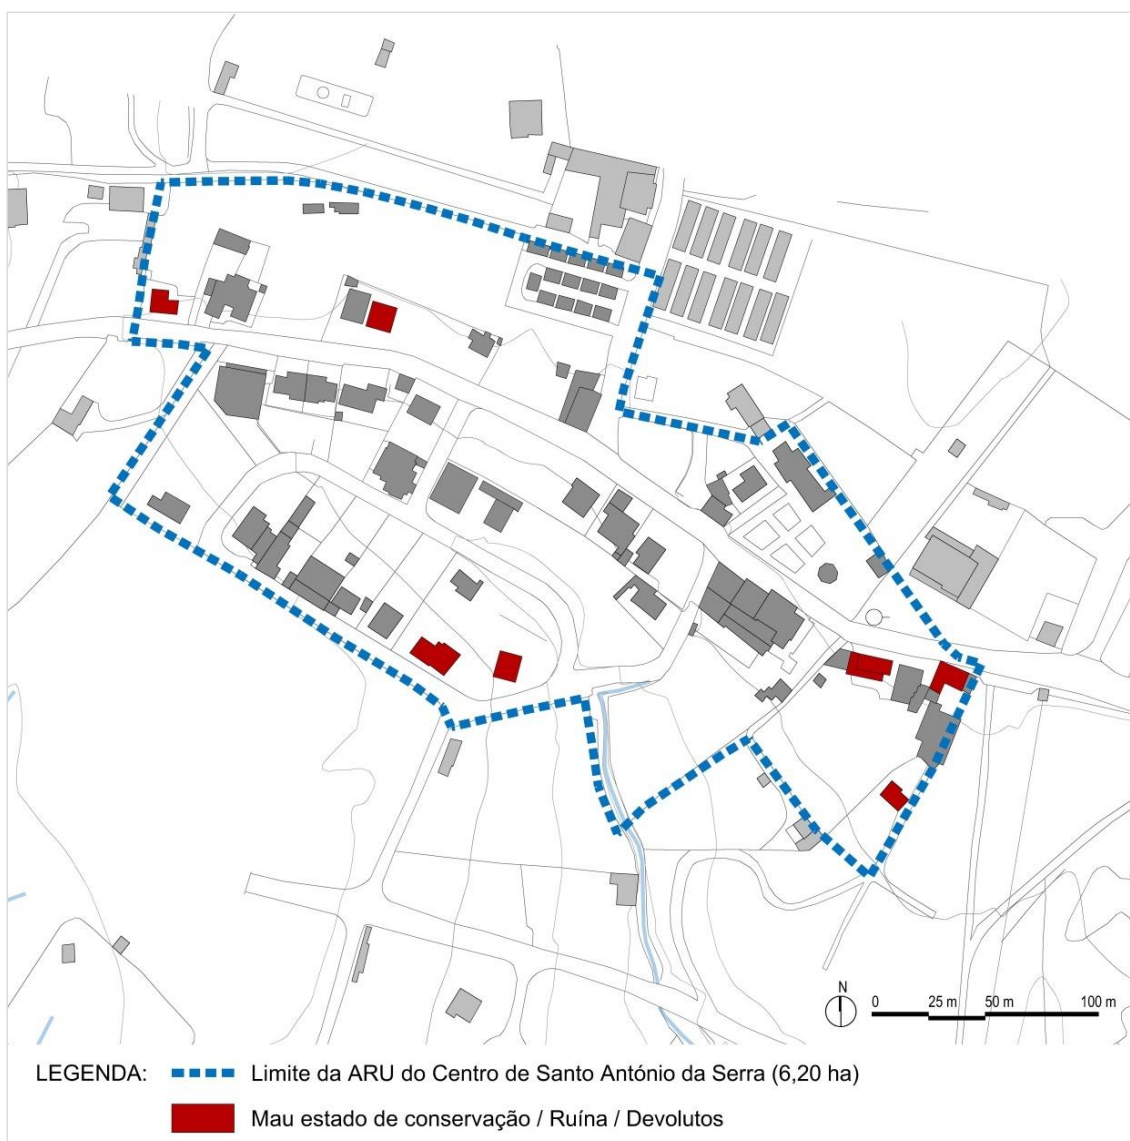 N
0 25 m 50 m 100 m
LEGENDA: Limite da ARU do Centro de Santo António da Serra (6,20 ha)
Mau estado de conservação / Ruína / Devolutos